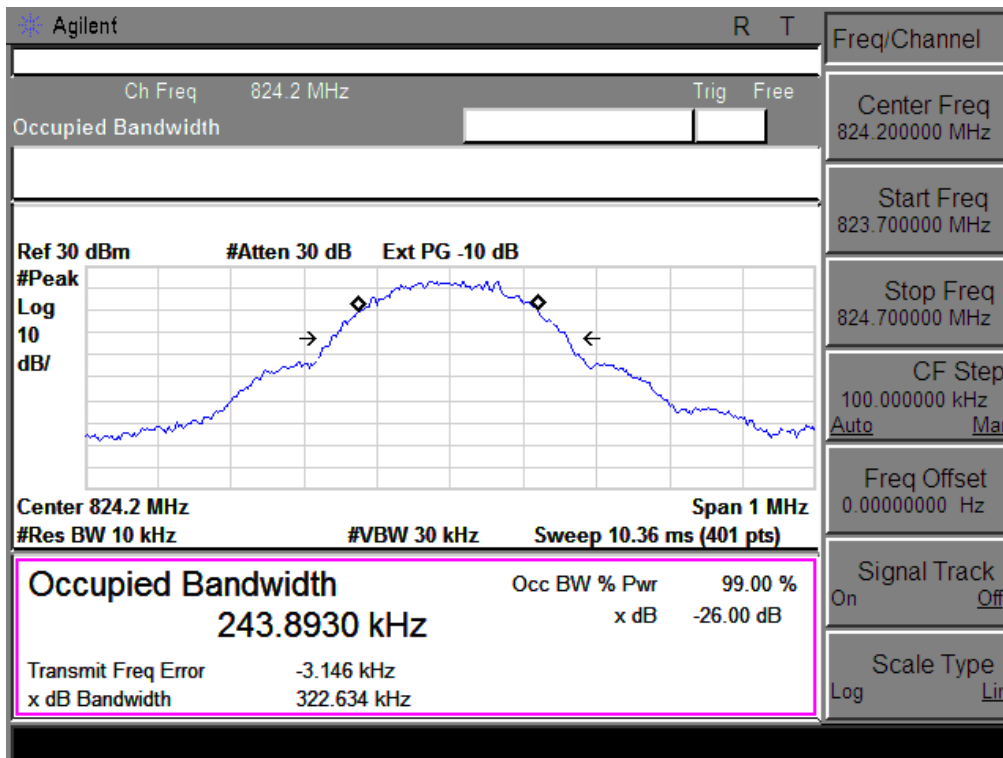 Agilent R T
Ch Freq 824.2 MHz Trig Free
Occupied Bandwidth
Ref 30 dBm #Atten 30 dB Ext PG -10 dB
#Peak
Log
10
dB/
Center 824.2 MHz Span 1 MHz
#Res BW 10 kHz #VBW 30 kHz Sweep 10.36 ms (401 pts)
Occupied Bandwidth Occ BW % Pwr 99.00 %
243.8930 kHz x dB -26.00 dB
Transmit Freq Error -3.146 kHz
x dB Bandwidth 322.634 kHz
Freq/Channel
Center Freq
824.200000 MHz
Start Freq
823.700000 MHz
Stop Freq
824.700000 MHz
CF Step
100.000000 kHz
Auto Man
Freq Offset
0.00000000 Hz
Signal Track
On Off
Scale Type
Log Lin